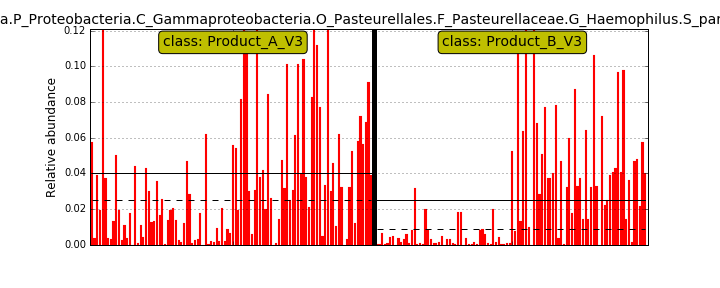 a.P_Proteobacteria.C_Gammaproteobacteria.O_Pasteurellales.F_Pasteurellaceae.G_Haemophilus.S_par
class: Product_A_V3
class: Product_B_V3
Relative abundance
0.12
0.10
0.08
0.06
0.04
0.02
0.00